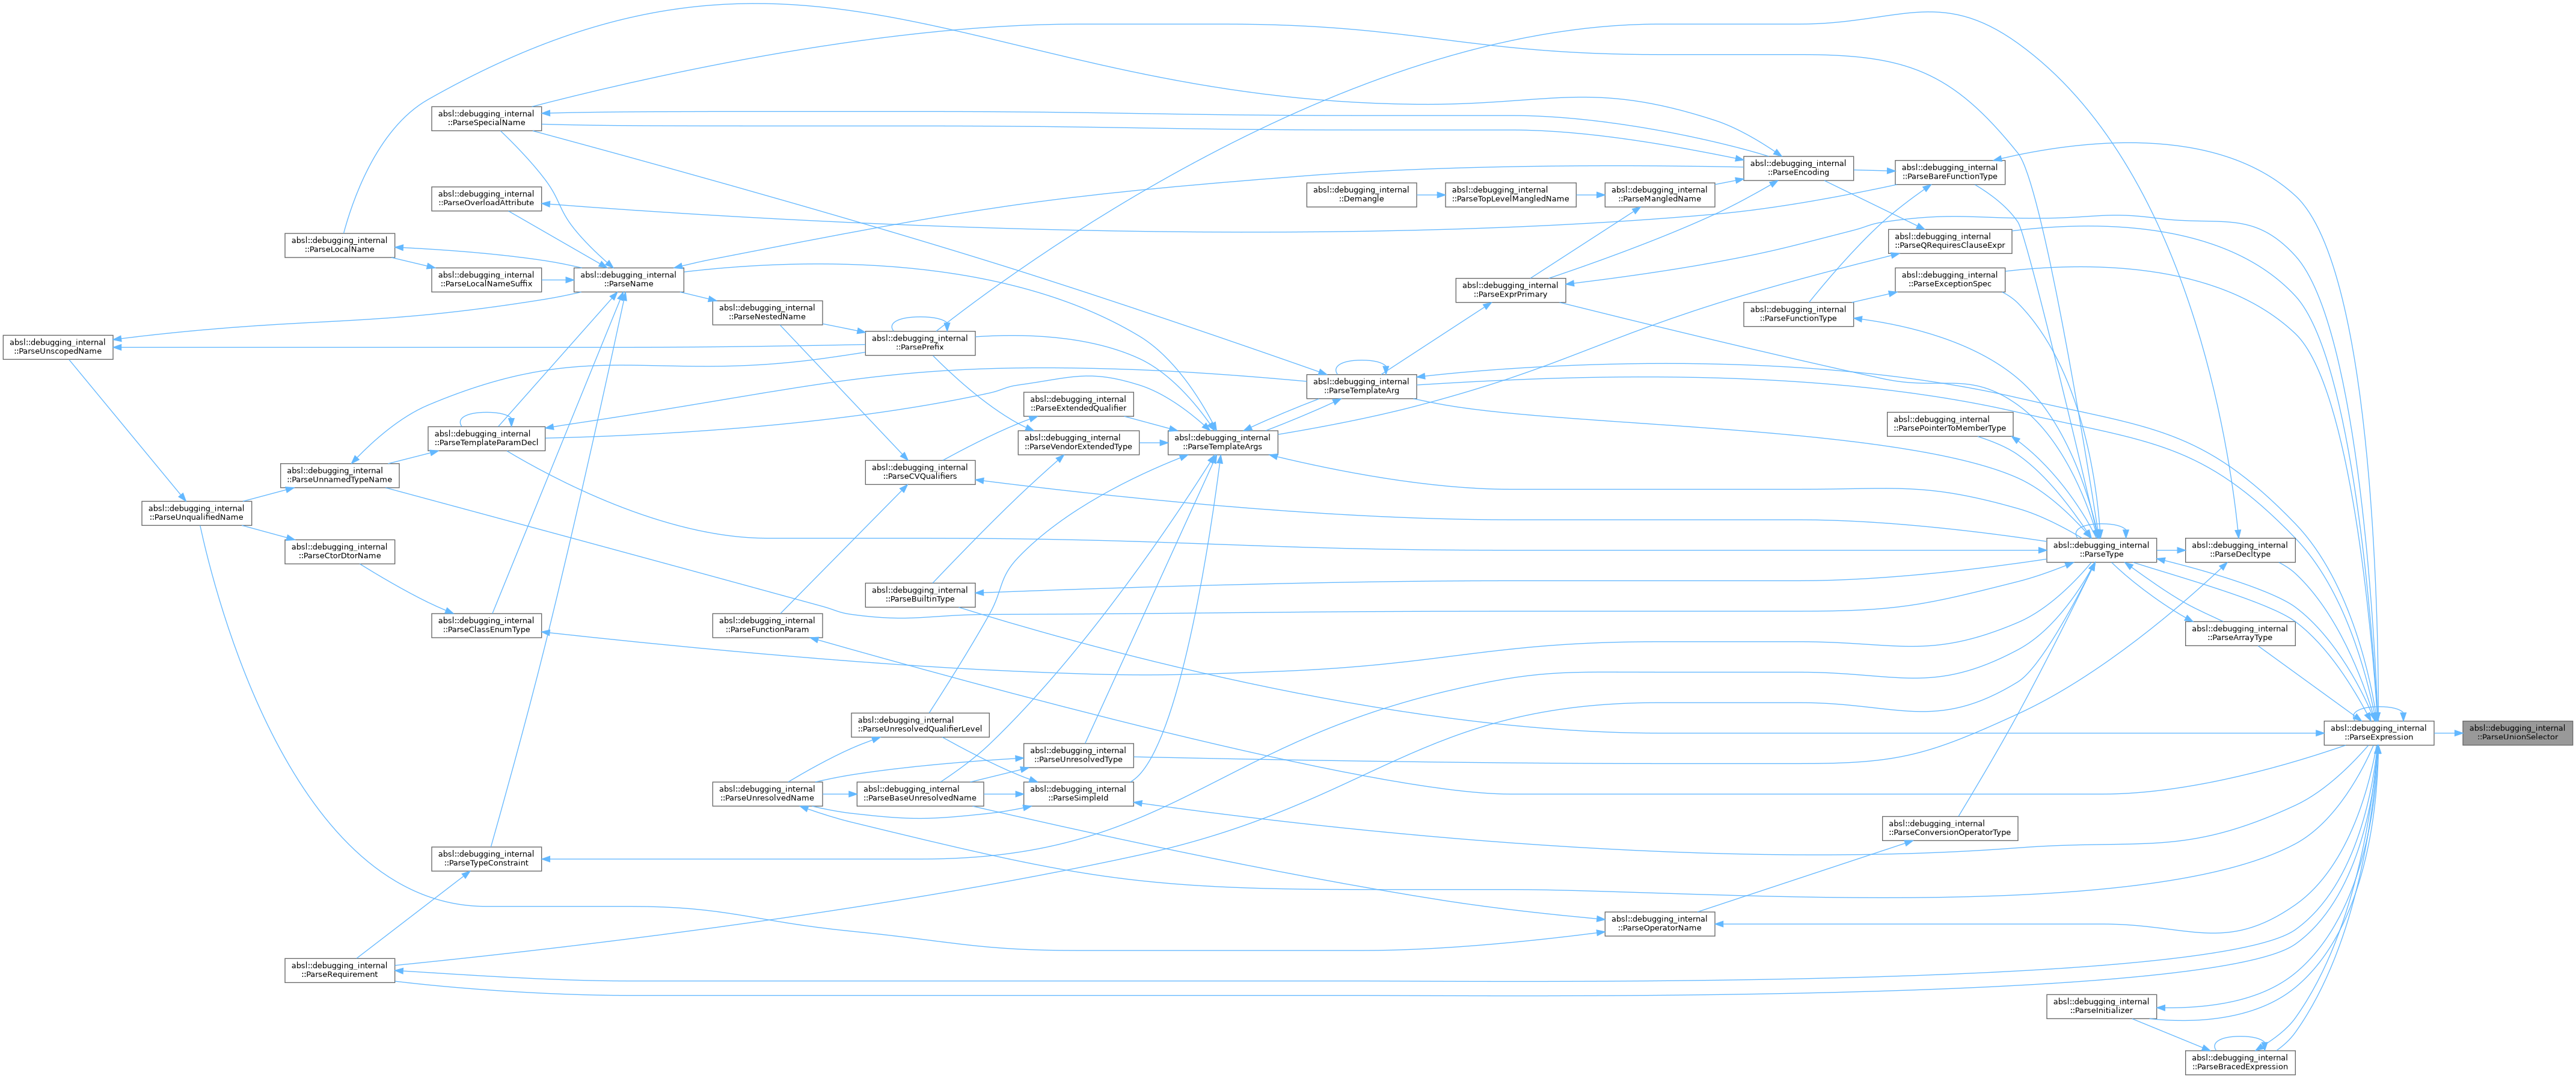 absl::debugging_internal
::ParseSpecialName
absl::debugging_internal
::ParseEncoding
absl::debugging_internal
::ParseBareFunctionType
absl::debugging_internal
::ParseOverloadAttribute
absl::debugging_internal
::Demangle
absl::debugging_internal
::ParseTopLevelMangledName
absl::debugging_internal
::ParseMangledName
absl::debugging_internal
::ParseLocalName
absl::debugging_internal
::ParseQRequiresClauseExpr
absl::debugging_internal
::ParseLocalNameSuffix
absl::debugging_internal
::ParseName
absl::debugging_internal
::ParseExprPrimary
absl::debugging_internal
::ParseExceptionSpec
absl::debugging_internal
::ParseNestedName
absl::debugging_internal
::ParseFunctionType
absl::debugging_internal
::ParseUnscopedName
absl::debugging_internal
::ParsePrefix
absl::debugging_internal
::ParseTemplateArg
absl::debugging_internal
::ParseExtendedQualifier
absl::debugging_internal
::ParsePointerToMemberType
absl::debugging_internal
::ParseTemplateParamDecl
absl::debugging_internal
::ParseVendorExtendedType
absl::debugging_internal
::ParseTemplateArgs
absl::debugging_internal
::ParseUnnamedTypeName
absl::debugging_internal
::ParseCVQualifiers
absl::debugging_internal
::ParseUnqualifiedName
absl::debugging_internal
::ParseCtorDtorName
absl::debugging_internal
::ParseType
absl::debugging_internal
::ParseDecltype
absl::debugging_internal
::ParseBuiltinType
absl::debugging_internal
::ParseClassEnumType
absl::debugging_internal
::ParseFunctionParam
absl::debugging_internal
::ParseArrayType
absl::debugging_internal
::ParseUnresolvedQualifierLevel
absl::debugging_internal
::ParseExpression
absl::debugging_internal
::ParseUnionSelector
absl::debugging_internal
::ParseUnresolvedType
absl::debugging_internal
::ParseUnresolvedName
absl::debugging_internal
::ParseBaseUnresolvedName
absl::debugging_internal
::ParseSimpleId
absl::debugging_internal
::ParseConversionOperatorType
absl::debugging_internal
::ParseTypeConstraint
absl::debugging_internal
::ParseOperatorName
absl::debugging_internal
::ParseRequirement
absl::debugging_internal
::ParseInitializer
absl::debugging_internal
::ParseBracedExpression